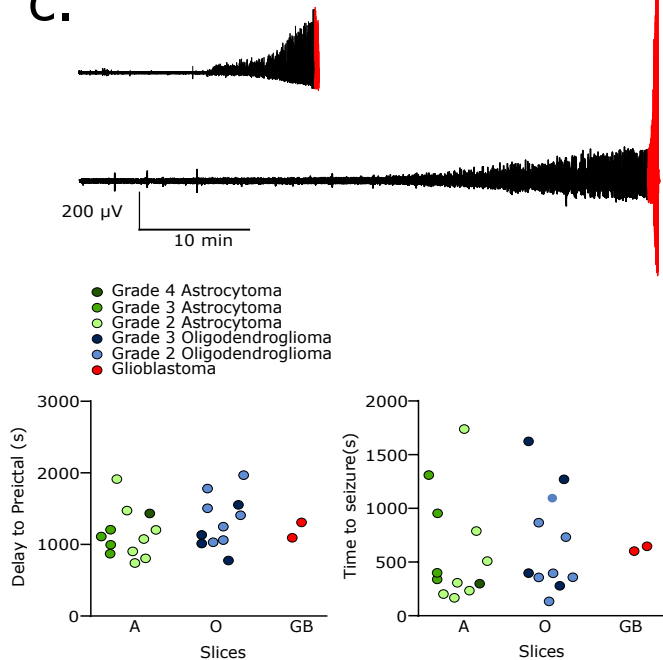 c.
200 µV
10 min
Grade 4 Astrocytoma
Grade 3 Astrocytoma
Grade 2 Astrocytoma
Grade 3 Oligodendroglioma
Grade 2 Oligodendroglioma
Glioblastoma
3000
2000
1000
0
Delay to Preictal (s)
A O GB
Slices
2000
1500
1000
500
0
Time to seizure(s)
A O GB
Slices